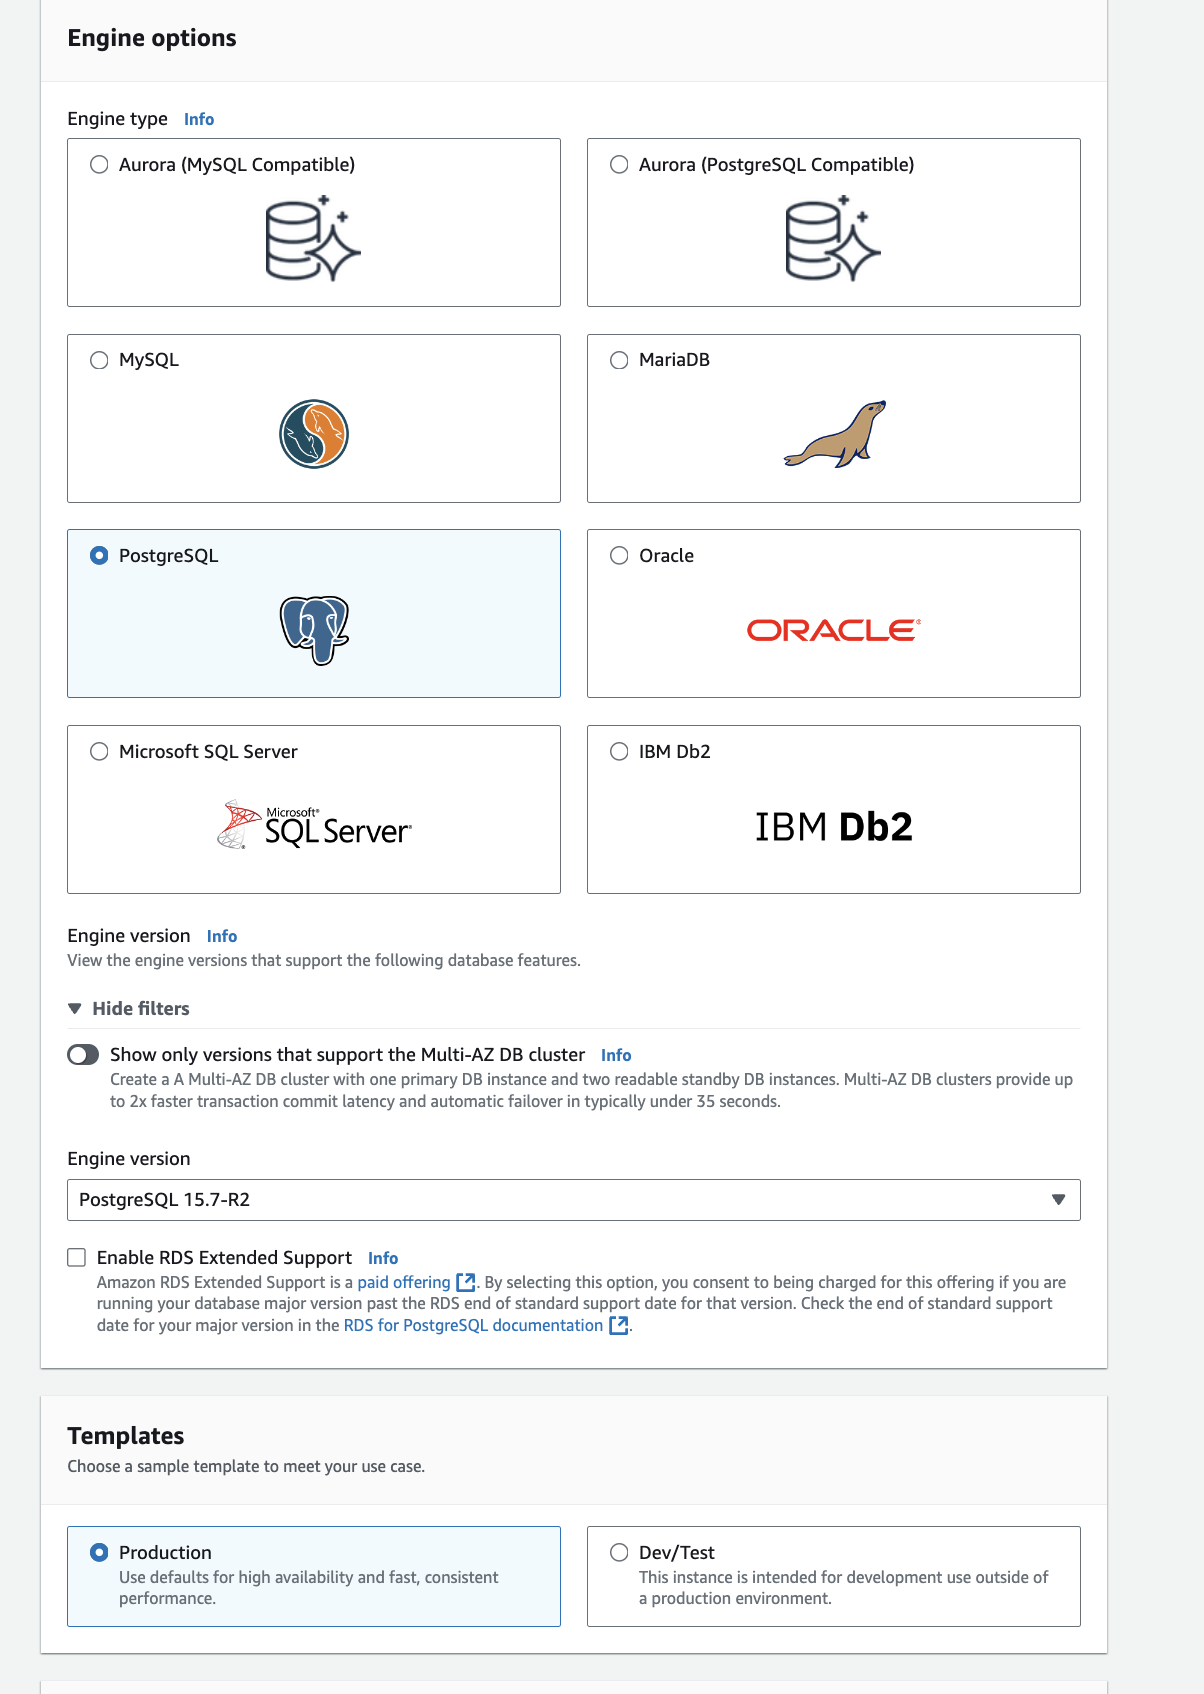 Engine options
Engine type Info
Aurora (MySQL Compatible)
Aurora (PostgreSQL Compatible)
MySQL
MariaDB
PostgreSQL
Oracle
ORACLE®
Microsoft SQL Server
IBM Db2
Microsoft®
SQL Server®
IBM Db2
Engine version Info
View the engine versions that support the following database features.
Hide filters
Show only versions that support the Multi-AZ DB cluster Info
Create a A Multi-AZ DB cluster with one primary DB instance and two readable standby DB instances. Multi-AZ DB clusters provide up
to 2x faster transaction commit latency and automatic failover in typically under 35 seconds.
Engine version
PostgreSQL 15.7-R2
Enable RDS Extended Support Info
Amazon RDS Extended Support is a paid offering. By selecting this option, you consent to being charged for this offering if you are
running your database major version past the RDS end of standard support date for that version. Check the end of standard support
date for your major version in the RDS for PostgreSQL documentation.
Templates
Choose a sample template to meet your use case.
Production
Use defaults for high availability and fast, consistent
performance.
Dev/Test
This instance is intended for development use outside of
a production environment.